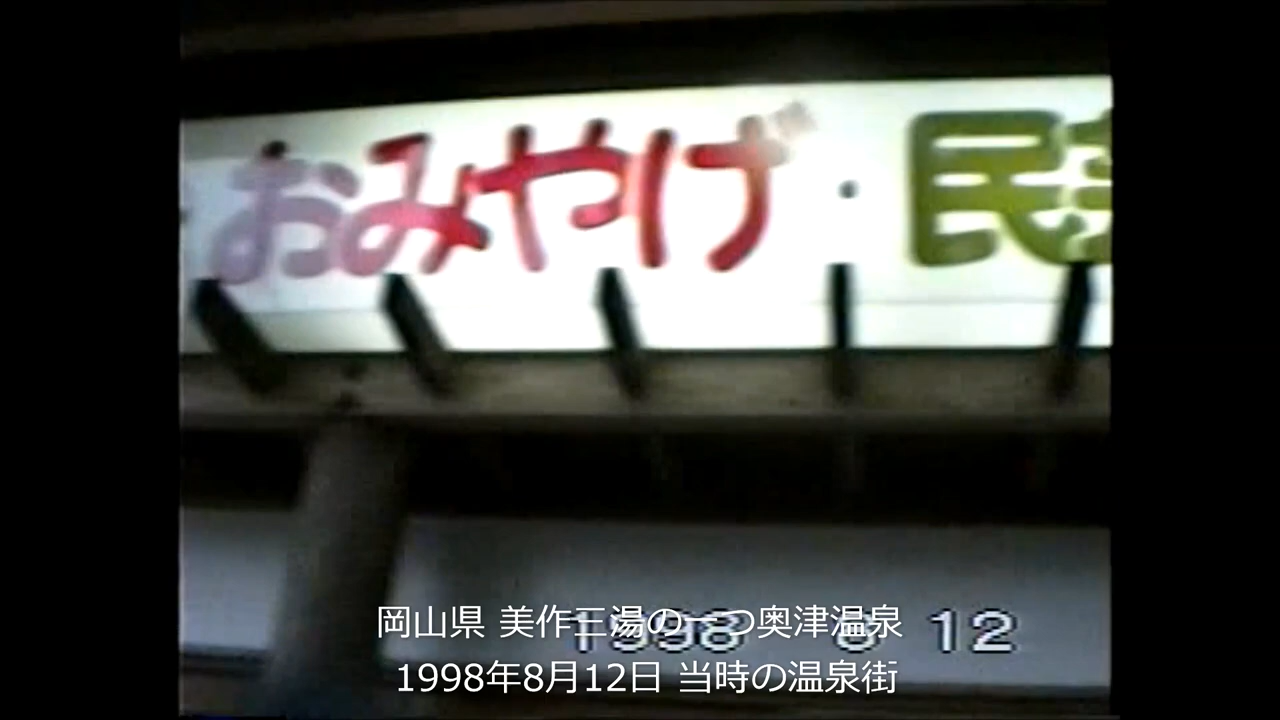 おみやげ・民
岡山県 美作三湯の一つ奥津温泉
1998 8 12
1998年8月12日 当時の温泉街